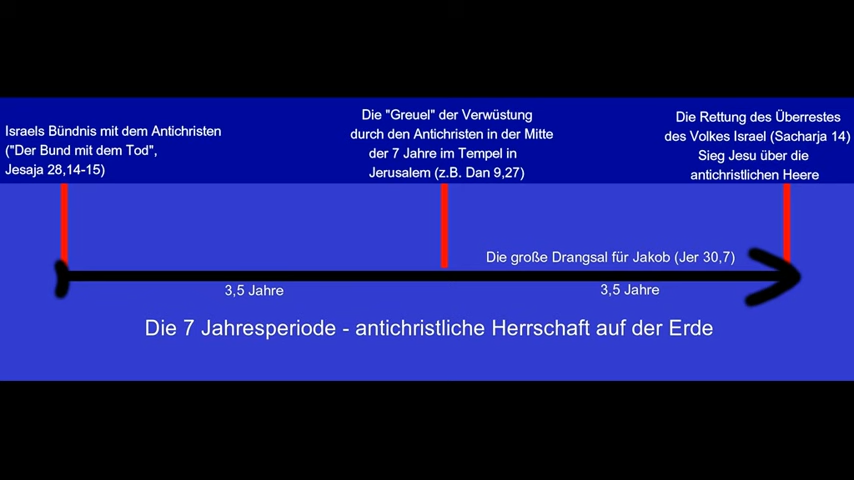 Israels Bündnis mit dem Antichristen
("Der Bund mit dem Tod",
Jesaja 28,14-15)
Die "Greuel" der Verwüstung
durch den Antichristen in der Mitte
der 7 Jahre im Tempel in
Jerusalem (z.B. Dan 9,27)
Die Rettung des Überrestes
des Volkes Israel (Sacharja 14)
Sieg Jesu über die
antichristlichen Heere
Die große Drangsal für Jakob (Jer 30,7)
3,5 Jahre
3,5 Jahre
Die 7 Jahresperiode - antichristliche Herrschaft auf der Erde